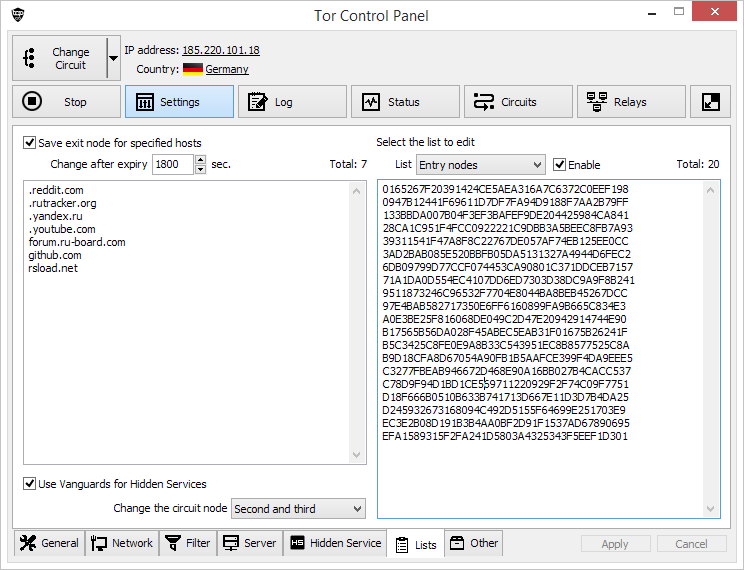 Tor Control Panel
Change Circuit
IP address: 185.220.101.18
Country: Germany
Stop
Settings
Log
Status
Circuits
Relays
Save exit node for specified hosts
Change after expiry 1800 sec. Total: 7
.reddit.com
.rutracker.org
.yandex.ru
.youtube.com
forum.ru-board.com
github.com
rsload.net
Use Vanguards for Hidden Services
Change the circuit node Second and third
Select the list to edit
List Entry nodes Enable Total: 20
0165267F20391424CE5AEA316A7C6372C0EEF198
0947B12441F69611D7DF7FA94D9188F7AA2B79FF
133BBDA007B04F3EF3BAFEF9DE204425984CA841
28CA1C951F4FCC0922221C9DBB3A5BEEC8FB7A93
39311541F47A8F8C22767DE057AF74EB125EE0CC
3AD2BAB085E520BBFB05DA5131327A4944D6FEC2
6DB09799D77CCF074453CA90801C371DDCEB7157
71A1DA0D554EC4107DD6ED7303D38DC9A9F8B241
9511873246C96532F7704E8044BA8BEB45267DCC
97E4BAB582717350E6FF6160899FA9B665C834E3
A0E3BE25F816068DE049C2D47E20942914744E90
B17565B56DA028F45ABEC5EAB31F01675B26241F
B5C3425C8FE0E9A8B33C543951EC8B8577525C8A
B9D18CFA8D67054A90FB1B5AAFCE399F4DA9EEE5
C3277FBEAB946672D468E90A16BB027B4CACC537
C78D9F94D1BD1CE559711220929F2F74C09F7751
D18F666B0510B633B741713D667E11D3D7B4DA25
D245932673168094C492D5155F64699E251703E9
EC3E2B08D191B3B4AA0BF2D91F1537AD67890695
EFA1589315F2FA241D5803A4325343F5EEF1D301
General
Network
Filter
Server
HS Hidden Service
Lists
Other
Apply
Cancel